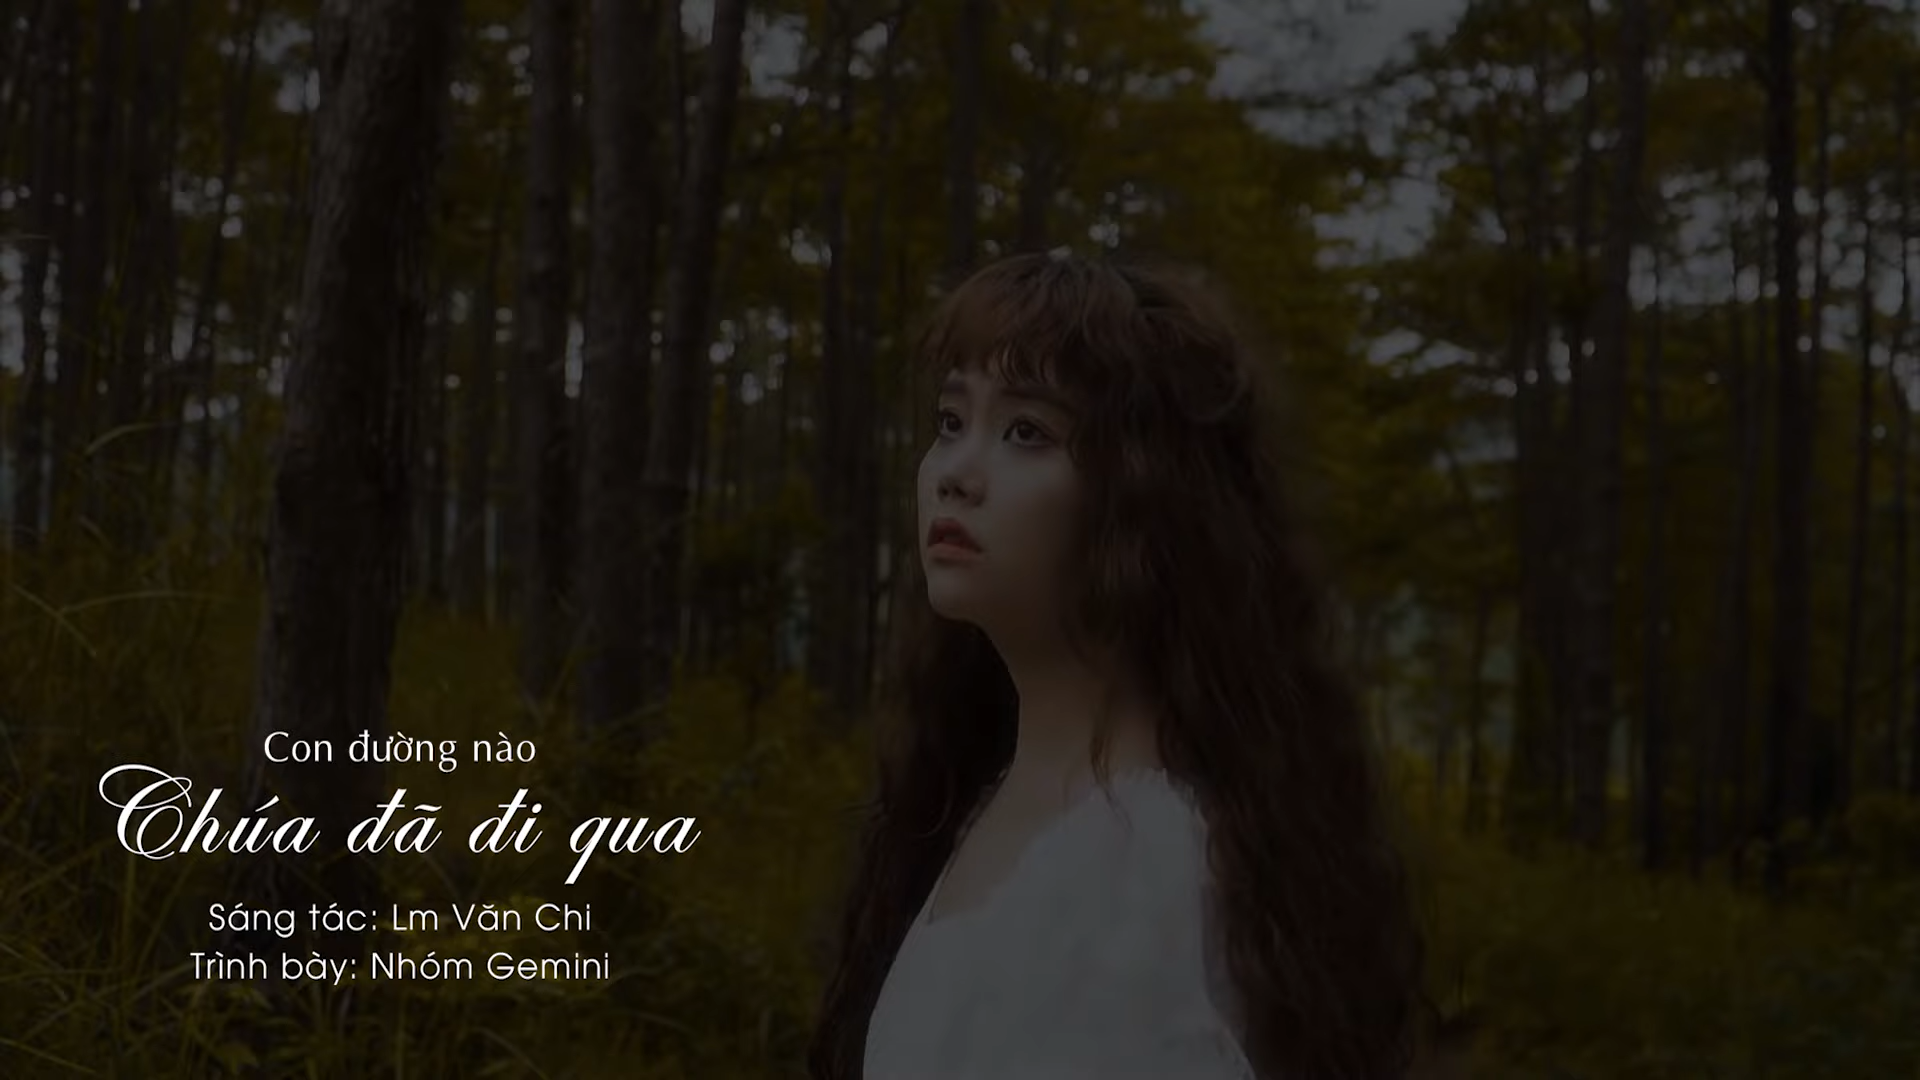 Con đường nào
Chúa đã đi qua
Sáng tác: Lm Văn Chi
Trình bày: Nhóm Gemini